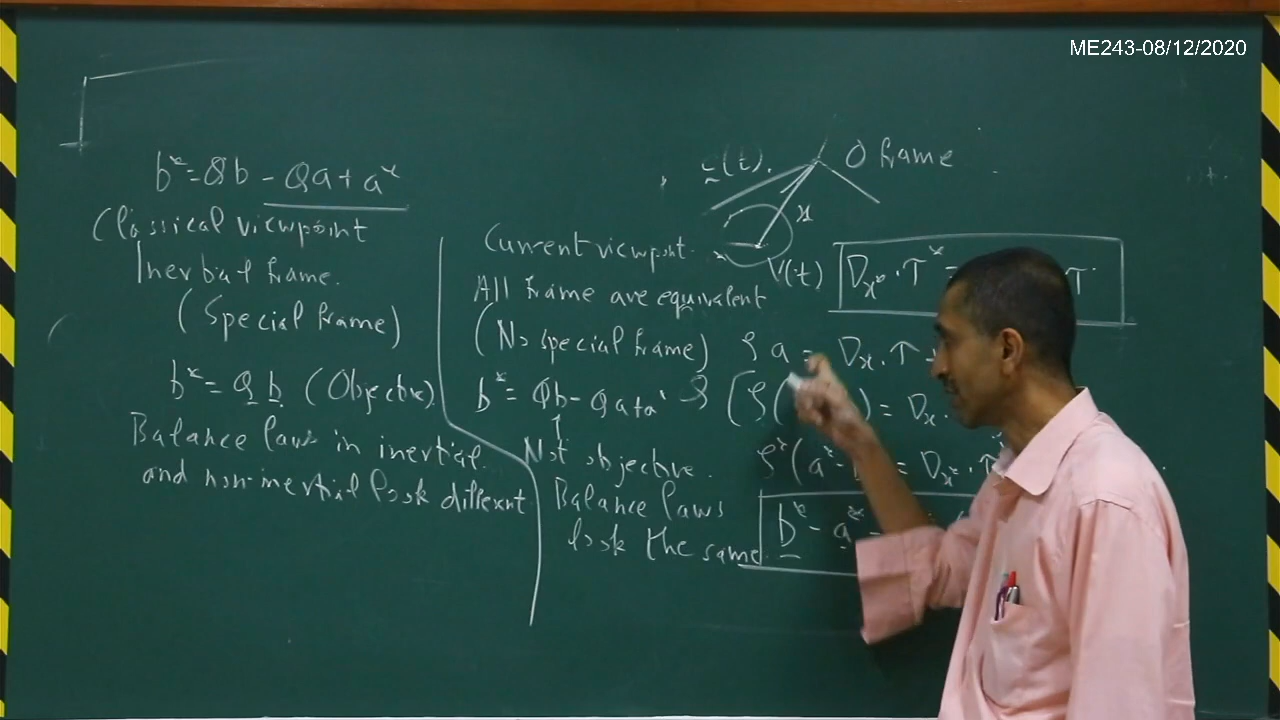 ME243-08/12/2020
b* = Qb - Qa + a*
Classical viewpoint
Inertial frame.
(Special frame)
b* = Q b (Objective)
Balance laws in inertial
and non-inertial look different
Current viewpoint.
All frame are equivalent
(No special frame)
b* = Qb - Qa + a*
Not objective.
Balance laws
look the same
c(t).
O frame
x
V(t)
∇x* · τ* =
τ
ρ a = ∇x · τ +
) = ∇x ·
ρ*(a* -
= ∇x* · τ*
b* - a*